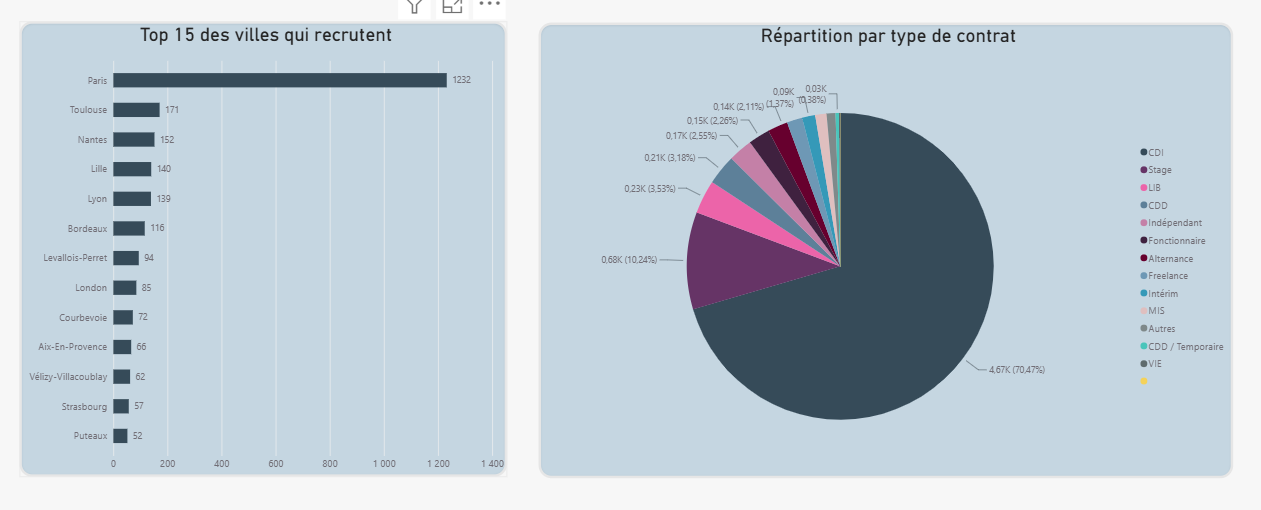 Top 15 des villes qui recrutent
Paris 1232
Toulouse 171
Nantes 152
Lille 140
Lyon 139
Bordeaux 116
Levallois-Perret 94
London 85
Courbevoie 72
Aix-En-Provence 66
Vélizy-Villacoublay 62
Strasbourg 57
Puteaux 52
0 200 400 600 800 1 000 1 200 1 400
Répartition par type de contrat
0,03K
(0,38%)
0,09K
(1,37%)
0,14K (2,11%)
0,15K (2,26%)
0,17K (2,55%)
0,21K (3,18%)
0,23K (3,53%)
0,68K (10,24%)
4,67K (70,47%)
CDI
Stage
LIB
CDD
Indépendant
Fonctionnaire
Alternance
Freelance
Intérim
MIS
Autres
CDD / Temporaire
VIE